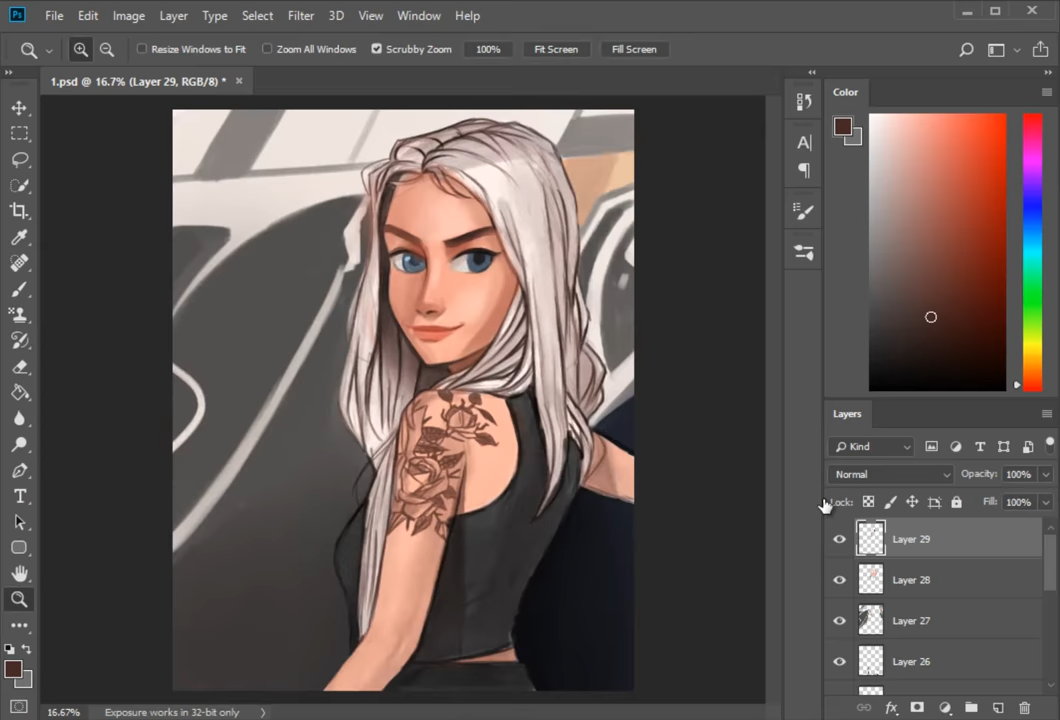 Ps File Edit Image Layer Type Select Filter 3D View Window Help
Resize Windows to Fit Zoom All Windows Scrubby Zoom 100% Fit Screen Fill Screen
1.psd @ 16.7% (Layer 29, RGB/8) *
Color
Layers
Kind
Normal Opacity: 100%
Lock: Fill: 100%
Layer 29
Layer 28
Layer 27
Layer 26
16.67% Exposure works in 32-bit only